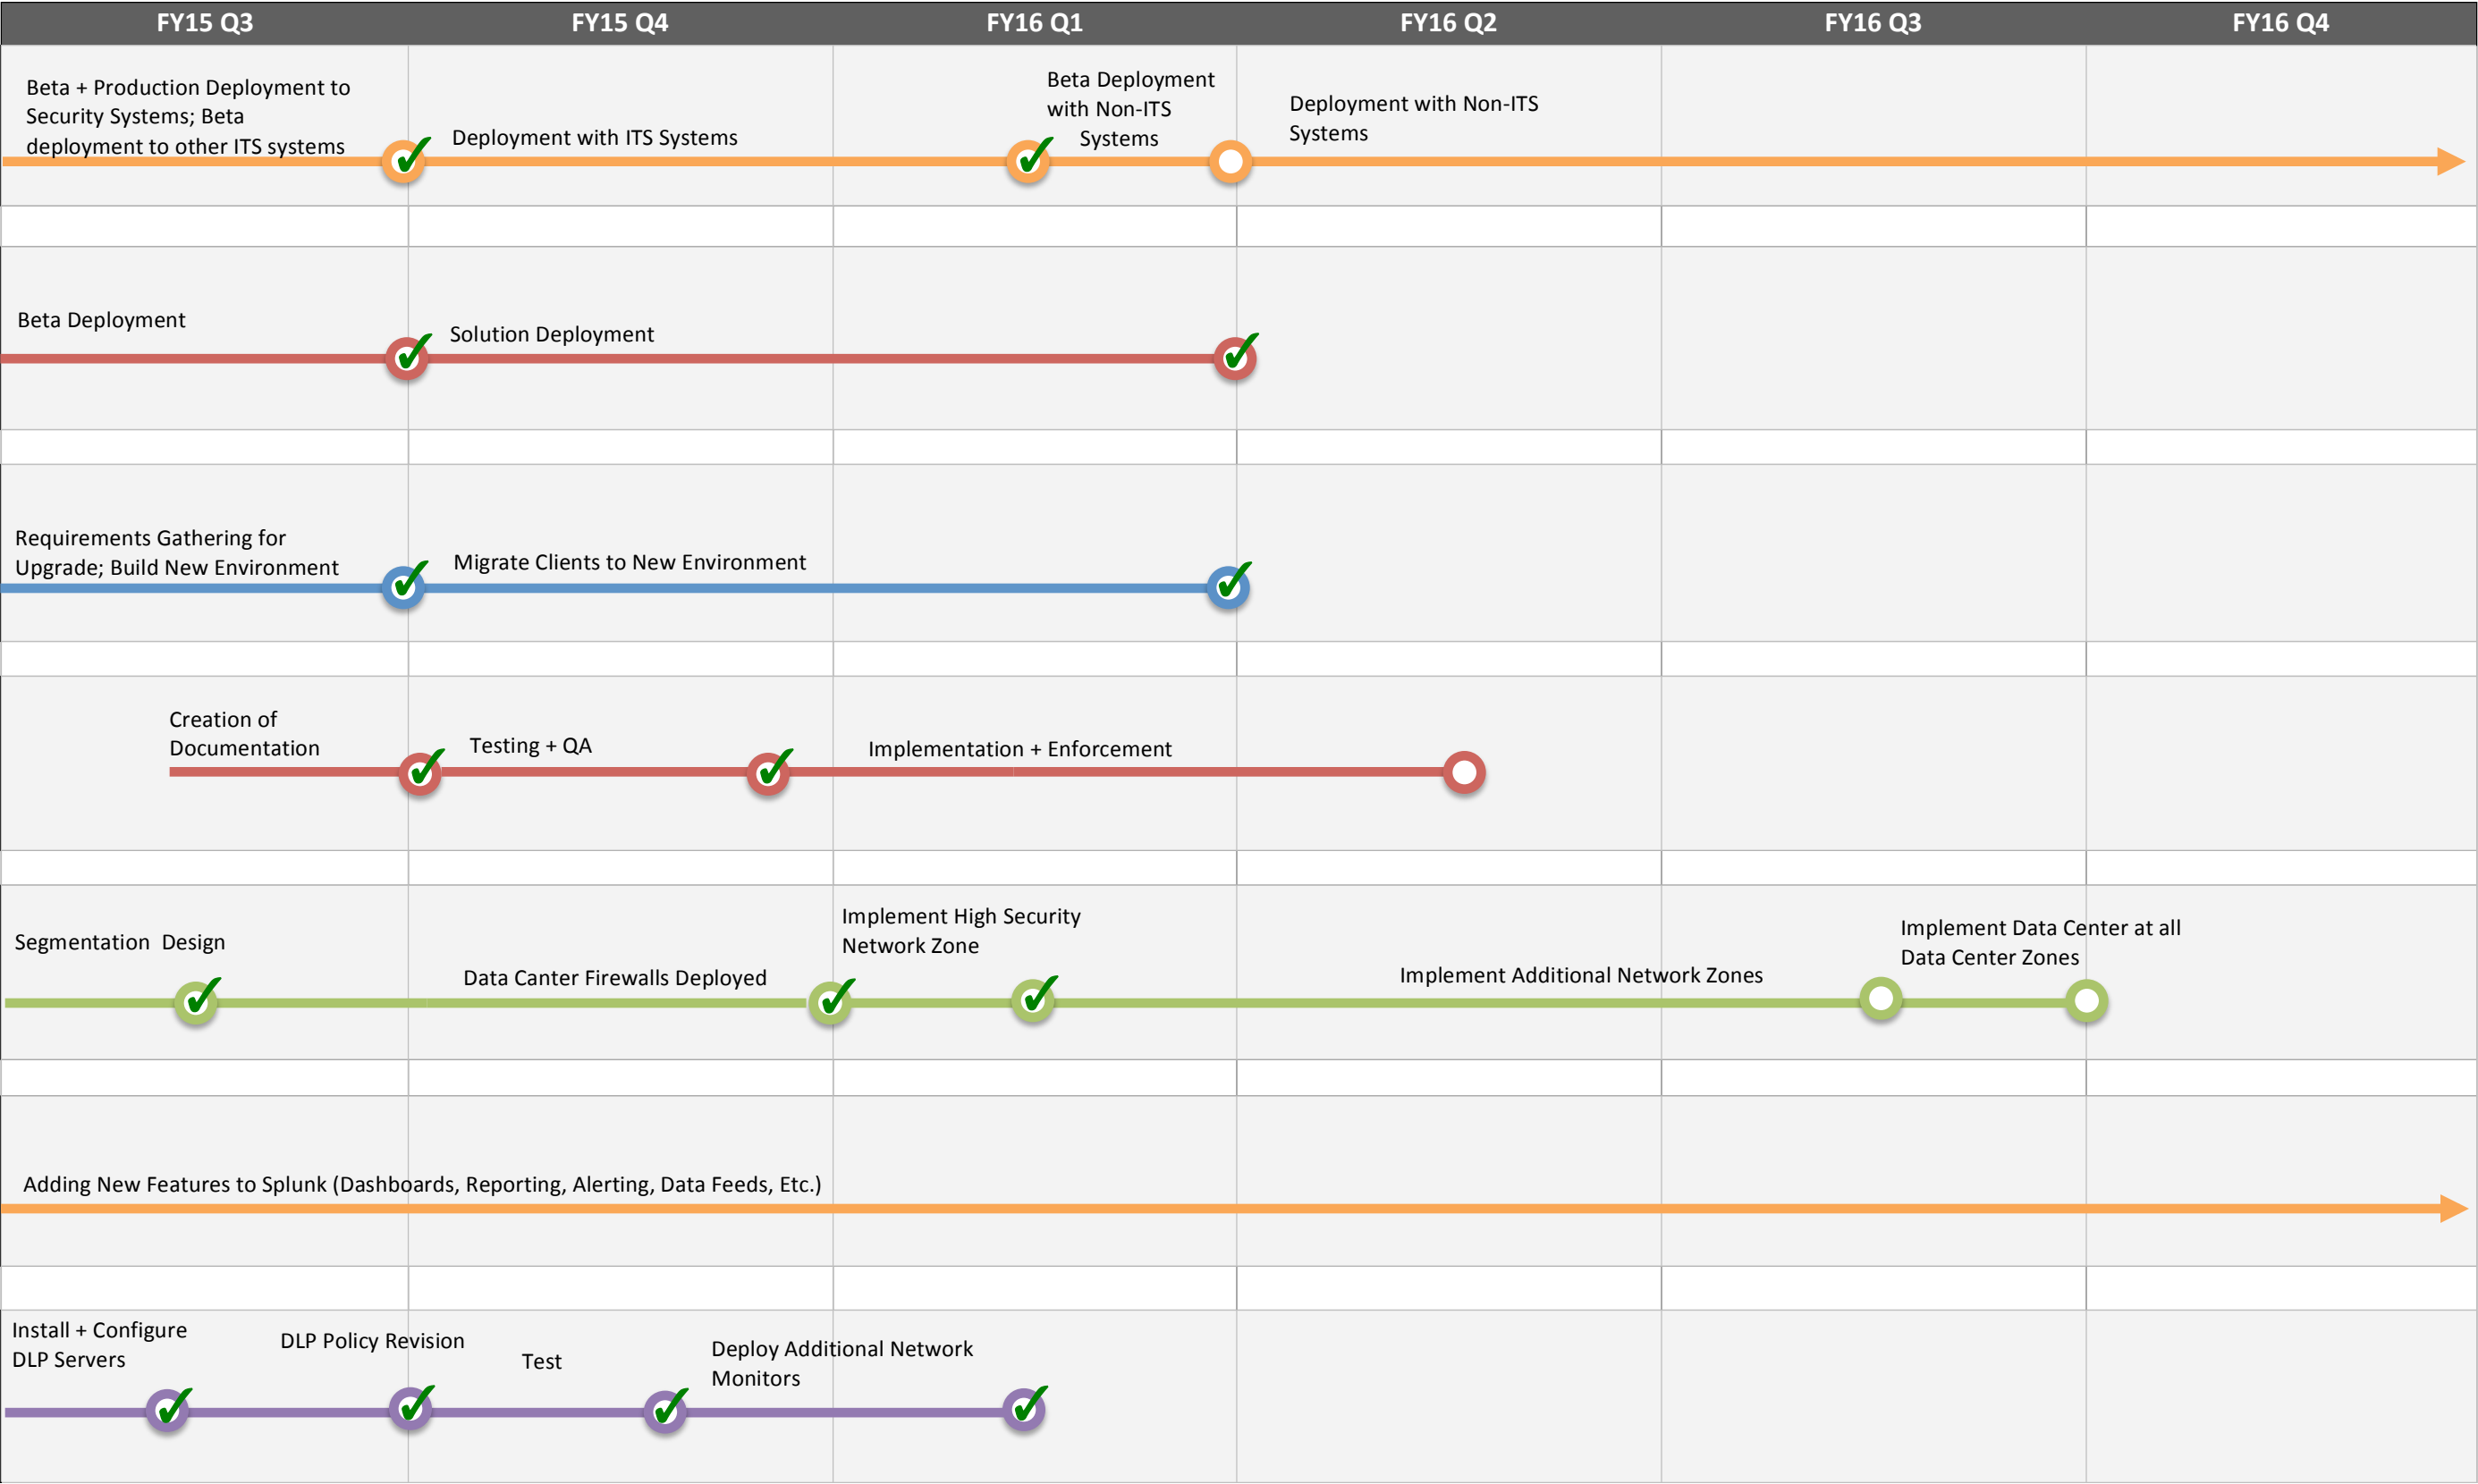 FY15 Q3
FY15 Q4
FY16 Q1
FY16 Q2
FY16 Q3
FY16 Q4
Beta + Production Deployment to
Security Systems; Beta
deployment to other ITS systems
Deployment with ITS Systems
Beta Deployment
with Non-ITS
Systems
Deployment with Non-ITS
Systems
Beta Deployment
Solution Deployment
Requirements Gathering for
Upgrade; Build New Environment
Migrate Clients to New Environment
Creation of
Documentation
Testing + QA
Implementation + Enforcement
Segmentation Design
Data Canter Firewalls Deployed
Implement High Security
Network Zone
Implement Additional Network Zones
Implement Data Center at all
Data Center Zones
Adding New Features to Splunk (Dashboards, Reporting, Alerting, Data Feeds, Etc.)
Install + Configure
DLP Servers
DLP Policy Revision
Test
Deploy Additional Network
Monitors